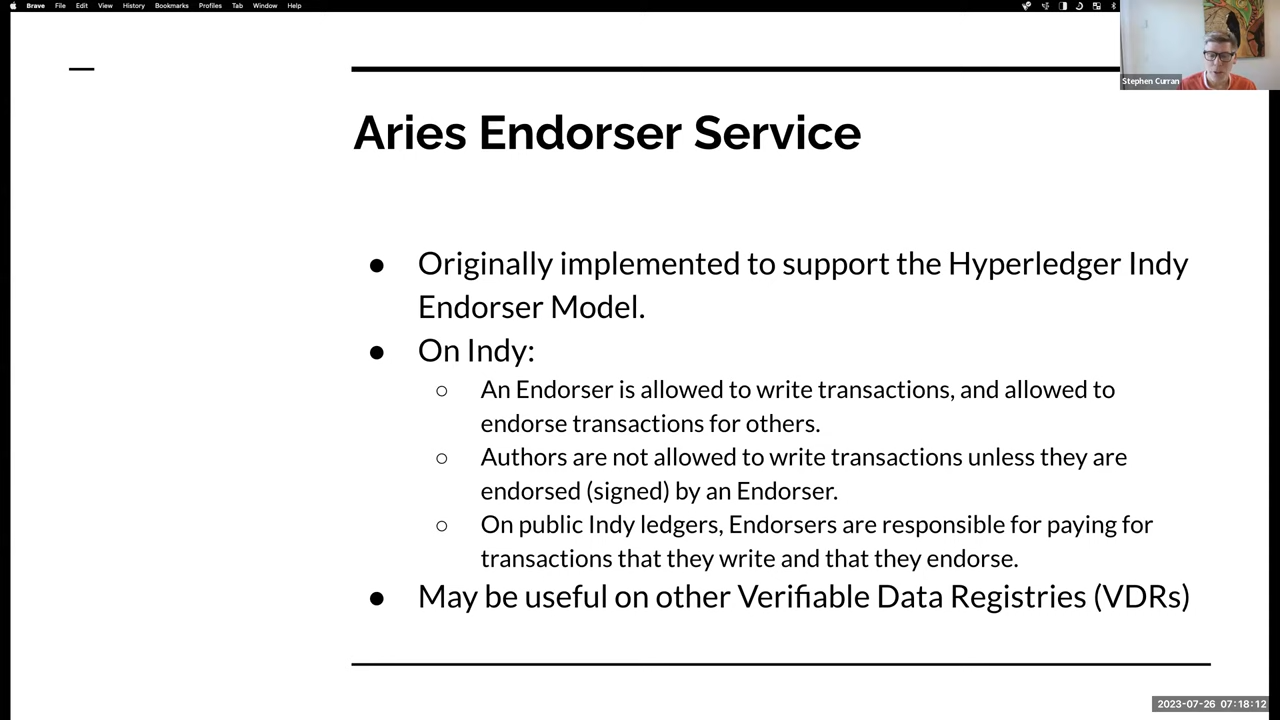 Brave File Edit View History Bookmarks Profiles Tab Window Help
Stephen Curran
Aries Endorser Service
● Originally implemented to support the Hyperledger Indy
Endorser Model.
● On Indy:
○ An Endorser is allowed to write transactions, and allowed to
endorse transactions for others.
○ Authors are not allowed to write transactions unless they are
endorsed (signed) by an Endorser.
○ On public Indy ledgers, Endorsers are responsible for paying for
transactions that they write and that they endorse.
● May be useful on other Verifiable Data Registries (VDRs)
2023-07-26 07:18:12